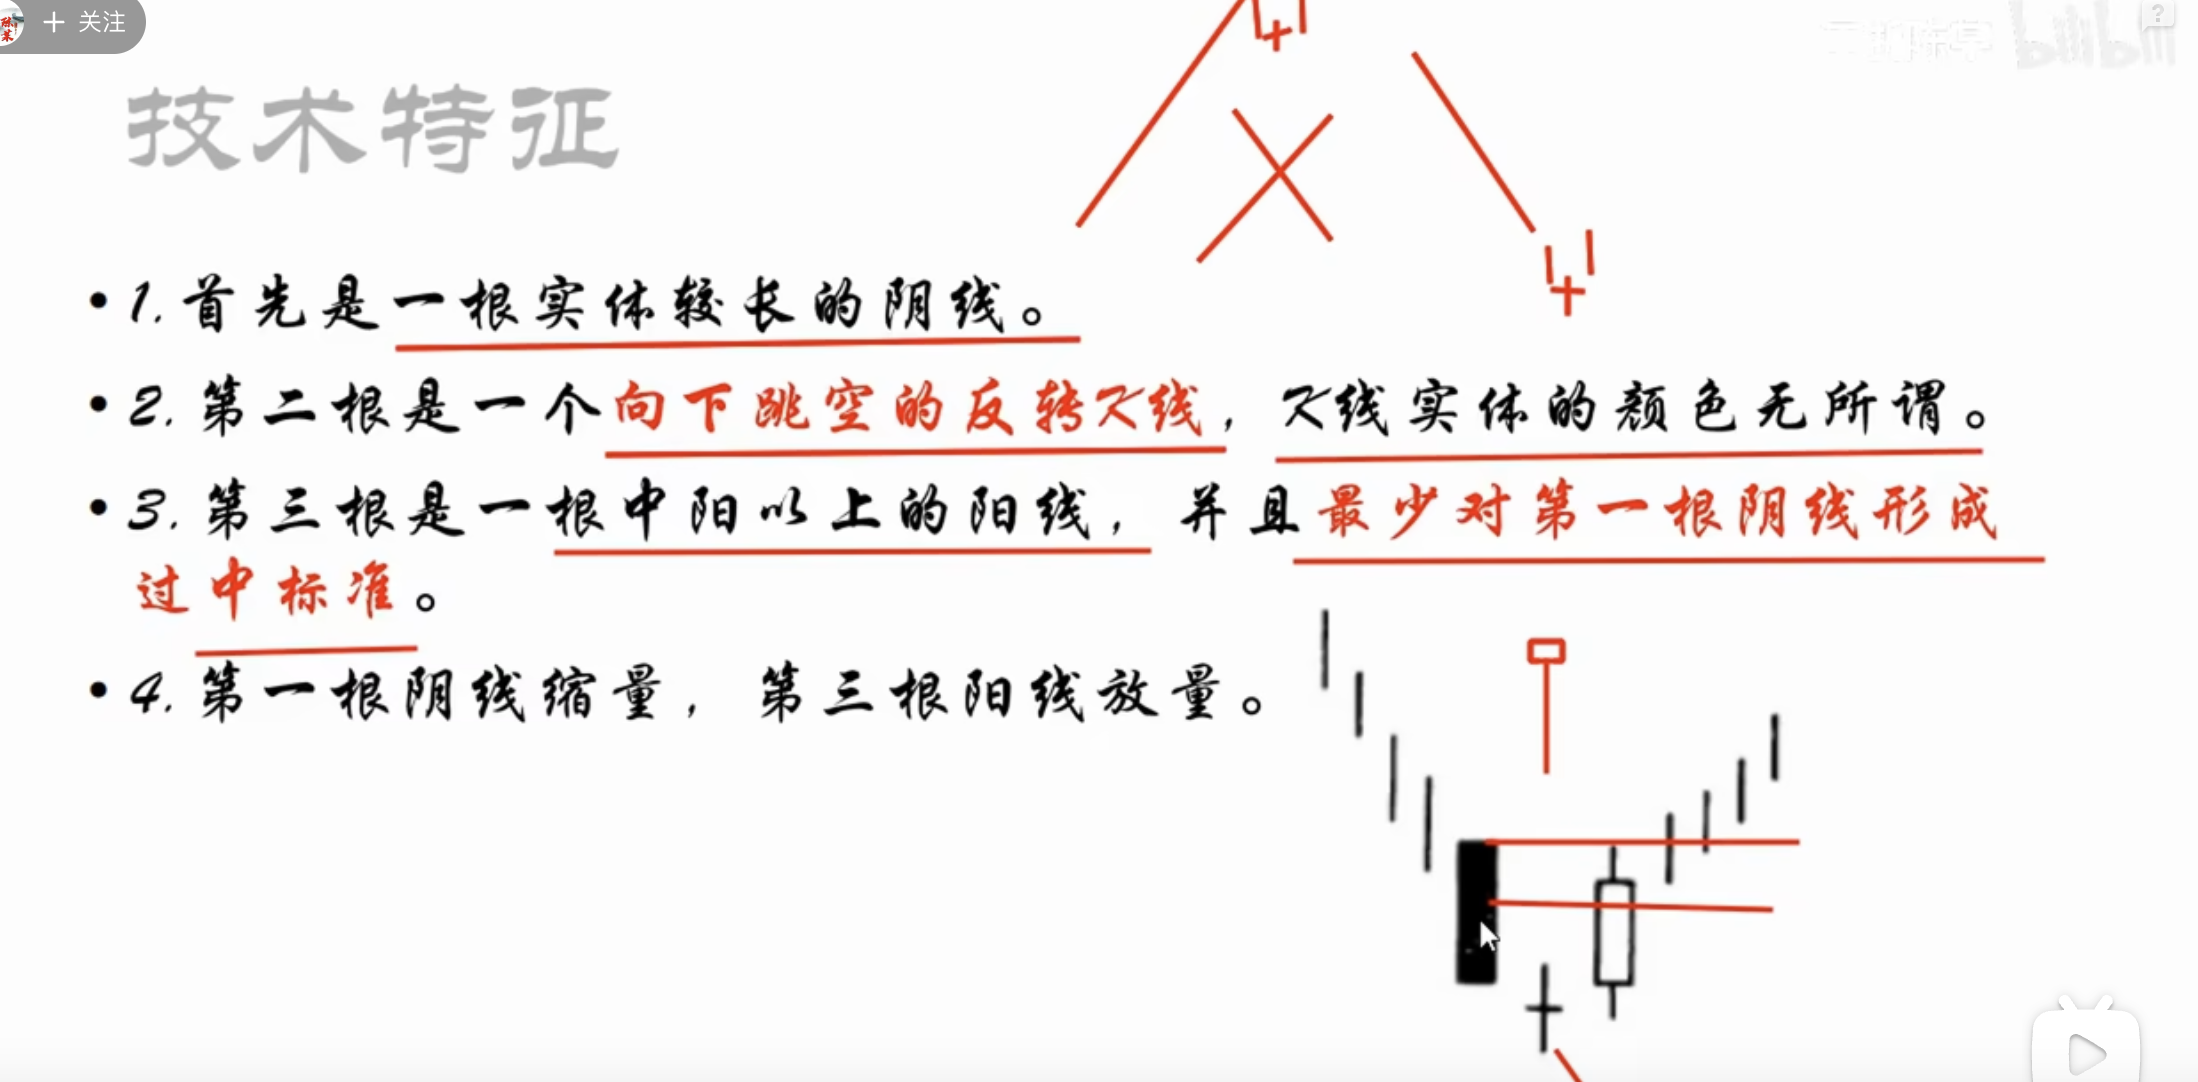 关注
技术特征
• 1. 首先是一根实体较长的阴线。
• 2. 第二根是一个向下跳空的反转K线，K线实体的颜色无所谓。
• 3. 第三根是一根中阳以上的阳线，并且最少对第一根阴线形成
过中标准。
• 4. 第一根阴线缩量，第三根阳线放量。
bilibili